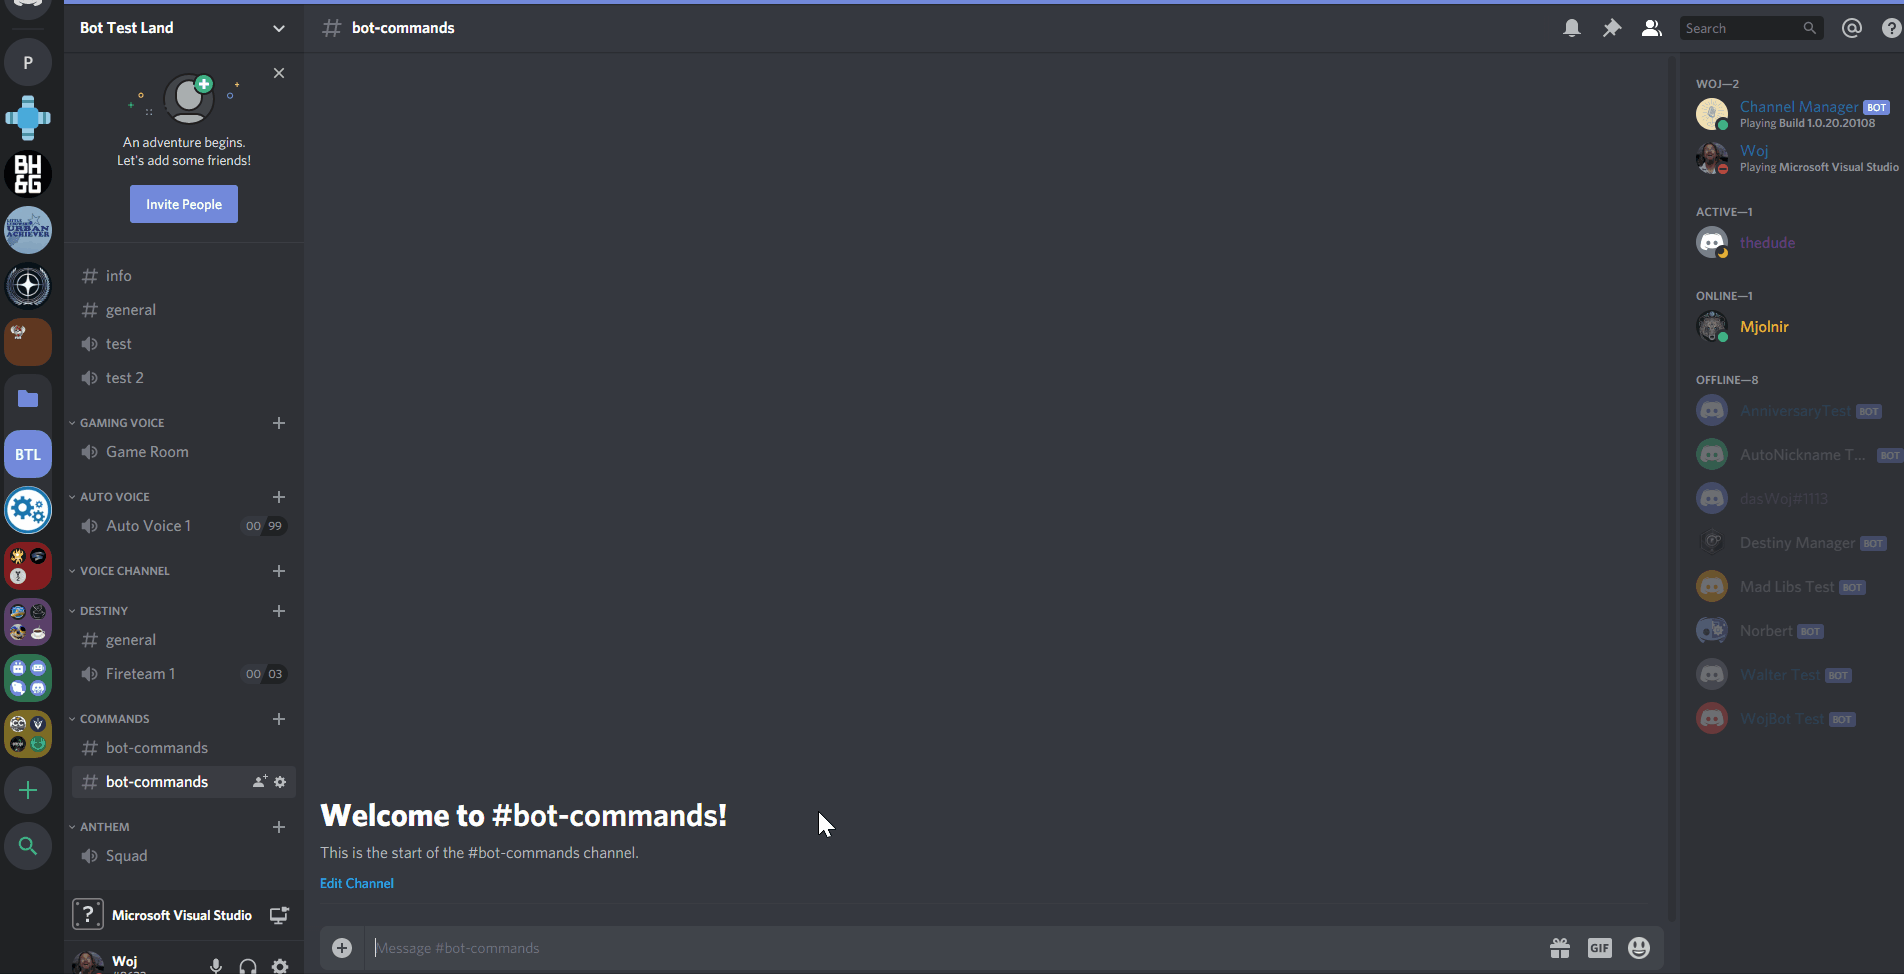 P
BH
&G
LITTLE LEBOWSKI
URBAN
ACHIEVER
BTL
Bot Test Land
An adventure begins.
Let's add some friends!
Invite People
info
general
test
test 2
GAMING VOICE
Game Room
AUTO VOICE
Auto Voice 1 00 99
VOICE CHANNEL
DESTINY
general
Fireteam 1 00 03
COMMANDS
bot-commands
bot-commands
ANTHEM
Squad
? Microsoft Visual Studio
Woj
# bot-commands
Search
@ ?
Welcome to #bot-commands!
This is the start of the #bot-commands channel.
Edit Channel
Message #bot-commands
GIF
WOJ—2
Channel Manager BOT
Playing Build 1.0.20.20108
Woj
Playing Microsoft Visual Studio
ACTIVE—1
thedude
ONLINE—1
Mjolnir
OFFLINE—8
AnniversaryTest BOT
AutoNickname T... BOT
dasWoj#1113
Destiny Manager BOT
Mad Libs Test BOT
Norbert BOT
Walter Test BOT
WojBot Test BOT